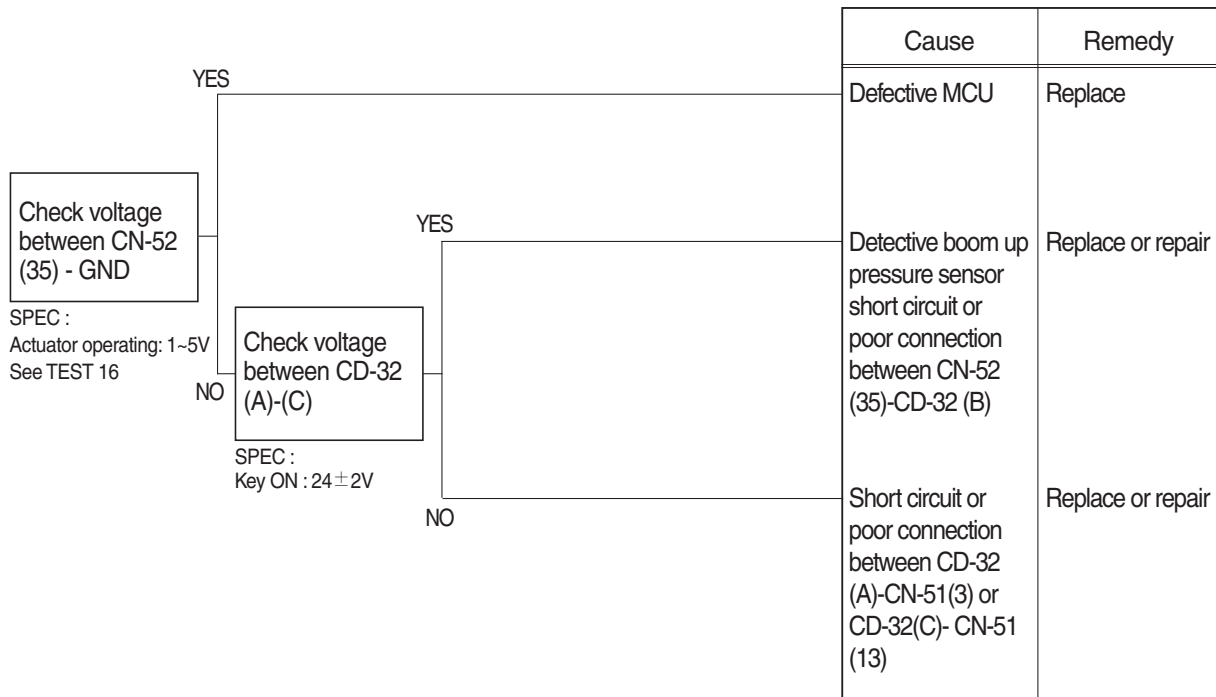 Cause
Remedy
YES
Defective MCU
Replace
Check voltage
between CN-52
(35) - GND
SPEC :
Actuator operating: 1~5V
See TEST 16
YES
Detective boom up
pressure sensor
short circuit or
poor connection
between CN-52
(35)-CD-32 (B)
Replace or repair
NO
Check voltage
between CD-32
(A)-(C)
SPEC :
Key ON : 24±2V
NO
Short circuit or
poor connection
between CD-32
(A)-CN-51(3) or
CD-32(C)- CN-51
(13)
Replace or repair